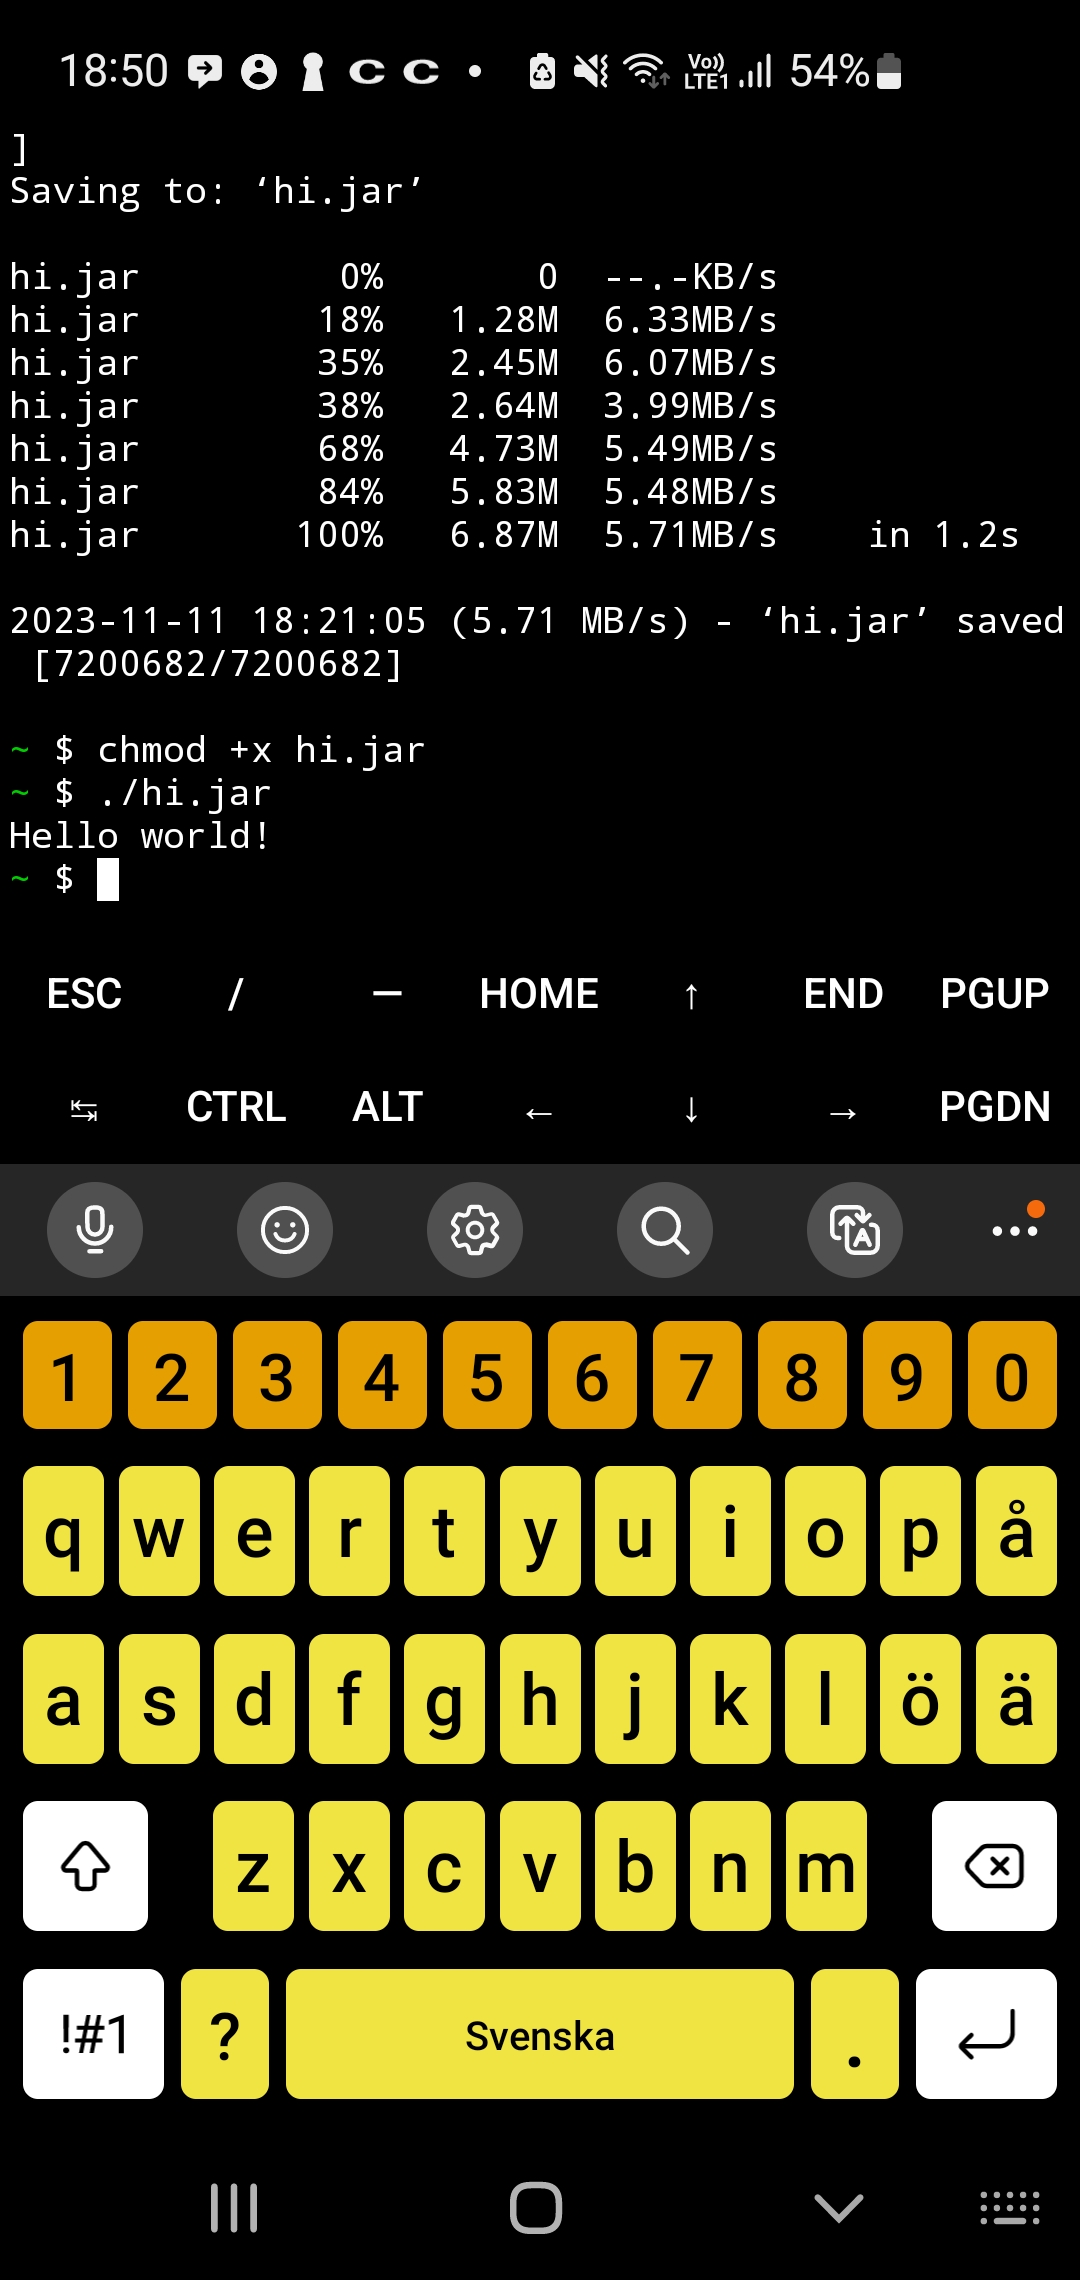 18:50 Vo)) LTE1 54%
]
Saving to: ‘hi.jar’
hi.jar 0% 0 --.-KB/s
hi.jar 18% 1.28M 6.33MB/s
hi.jar 35% 2.45M 6.07MB/s
hi.jar 38% 2.64M 3.99MB/s
hi.jar 68% 4.73M 5.49MB/s
hi.jar 84% 5.83M 5.48MB/s
hi.jar 100% 6.87M 5.71MB/s in 1.2s
2023-11-11 18:21:05 (5.71 MB/s) - ‘hi.jar’ saved
[7200682/7200682]
~ $ chmod +x hi.jar
~ $ ./hi.jar
Hello world!
~ $
ESC / — HOME ↑ END PGUP
↹ CTRL ALT ← ↓ → PGDN
1 2 3 4 5 6 7 8 9 0
q w e r t y u i o p å
a s d f g h j k l ö ä
z x c v b n m
!#1 ? Svenska .